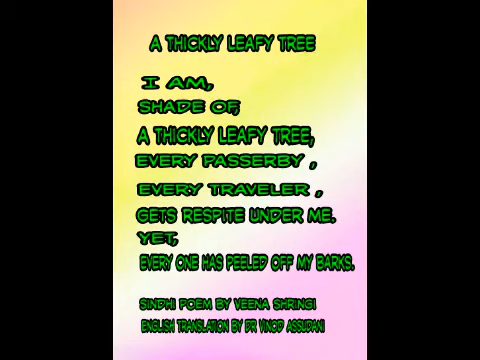 A THICKLY LEAFY TREE
I AM,
SHADE OF,
A THICKLY LEAFY TREE,
EVERY PASSERBY ,
EVERY TRAVELER ,
GETS RESPITE UNDER ME.
YET,
EVERY ONE HAS PEELED OFF MY BARKS.
SINDHI POEM BY VEENA SHRINGI
ENGLISH TRANSLATION BY DR VINOD ASSUDANI